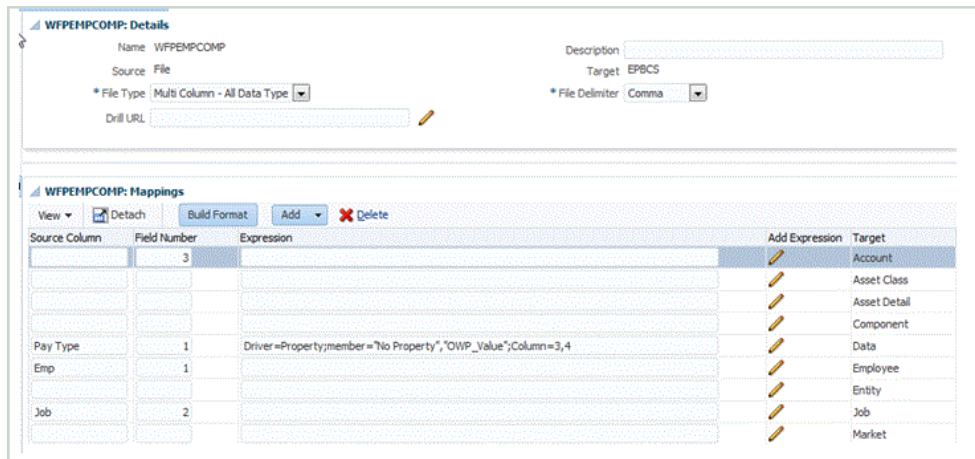 WFPEMPCOMP: Details
Name WFPEMPCOMP Description
Source File Target EPBCS
* File Type Multi Column - All Data Type * File Delimiter Comma
Drill URL
WFPEMPCOMP: Mappings
View Detach Build Format Add Delete
Source Column Field Number Expression Add Expression Target
3 Account
Asset Class
Asset Detail
Component
Pay Type 1 Driver=Property;member="No Property","OWP_Value";Column=3,4 Data
Emp 1 Employee
Entity
Job 2 Job
Market